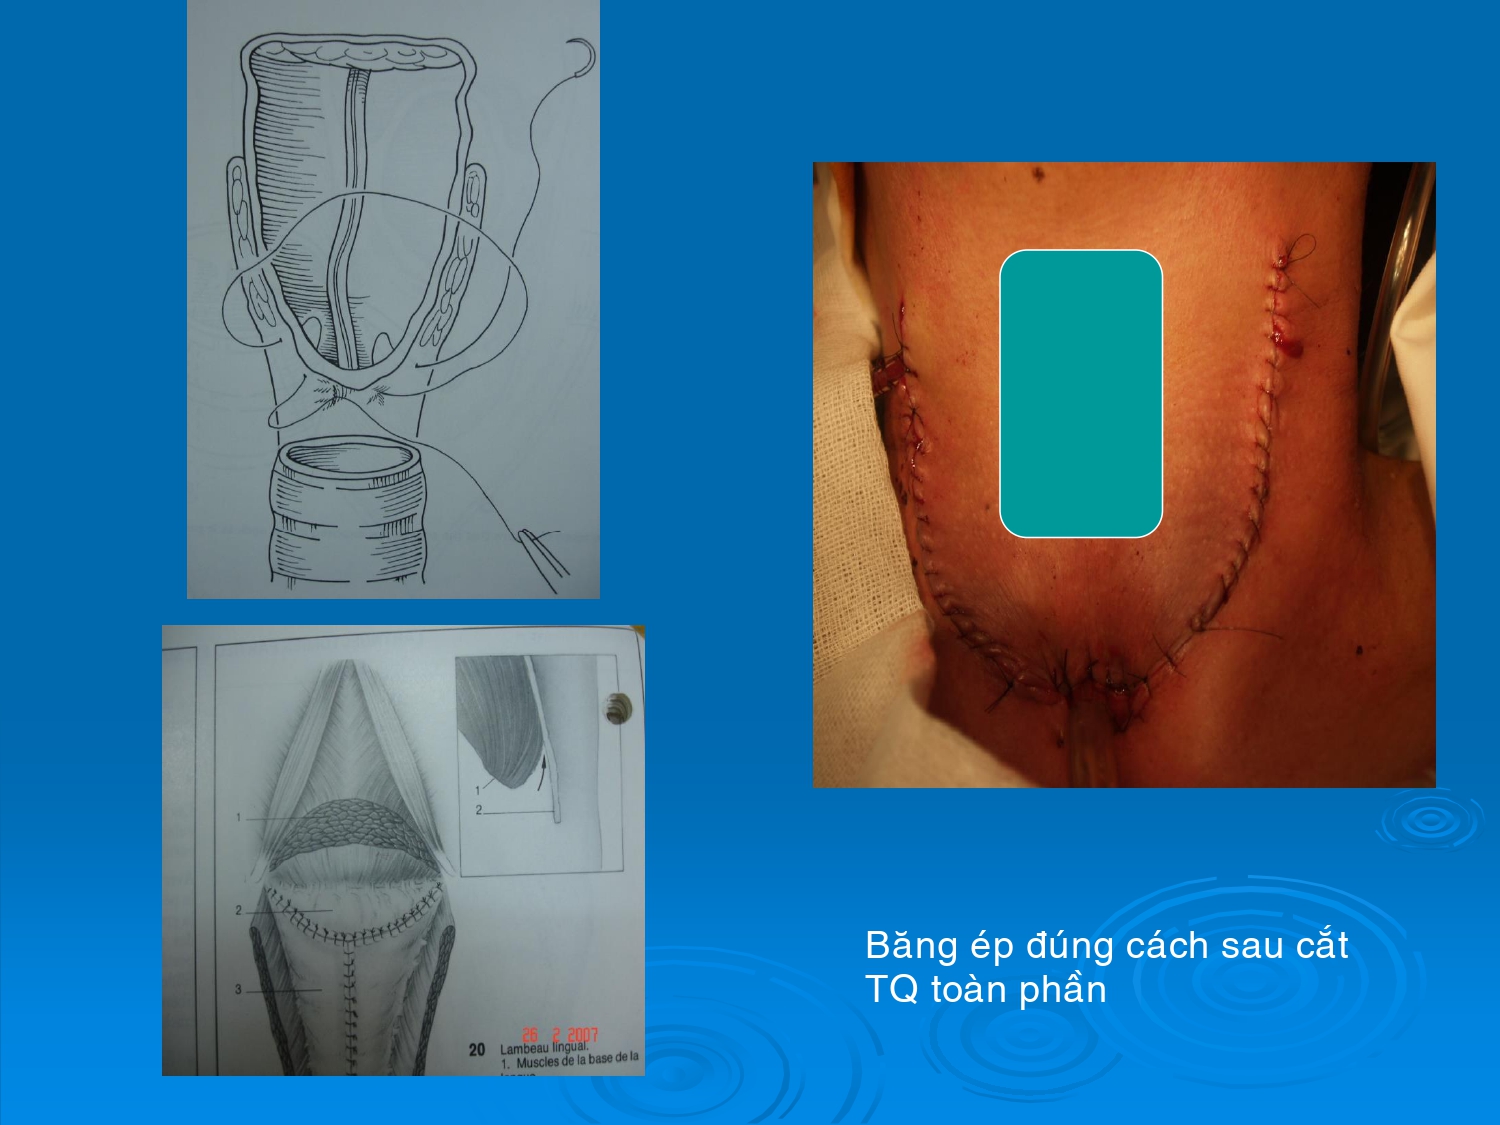 1
2
1
2
3
26 2 2007
20 Lambeau lingual.
1. Muscles de la base de la
Băng ép đúng cách sau cắt
TQ toàn phần